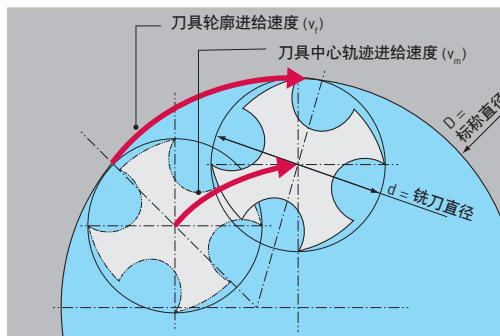 刀具轮廓进给速度 (vf)
刀具中心轨迹进给速度 (vm)
D =
标称直径
d = 铣刀直径